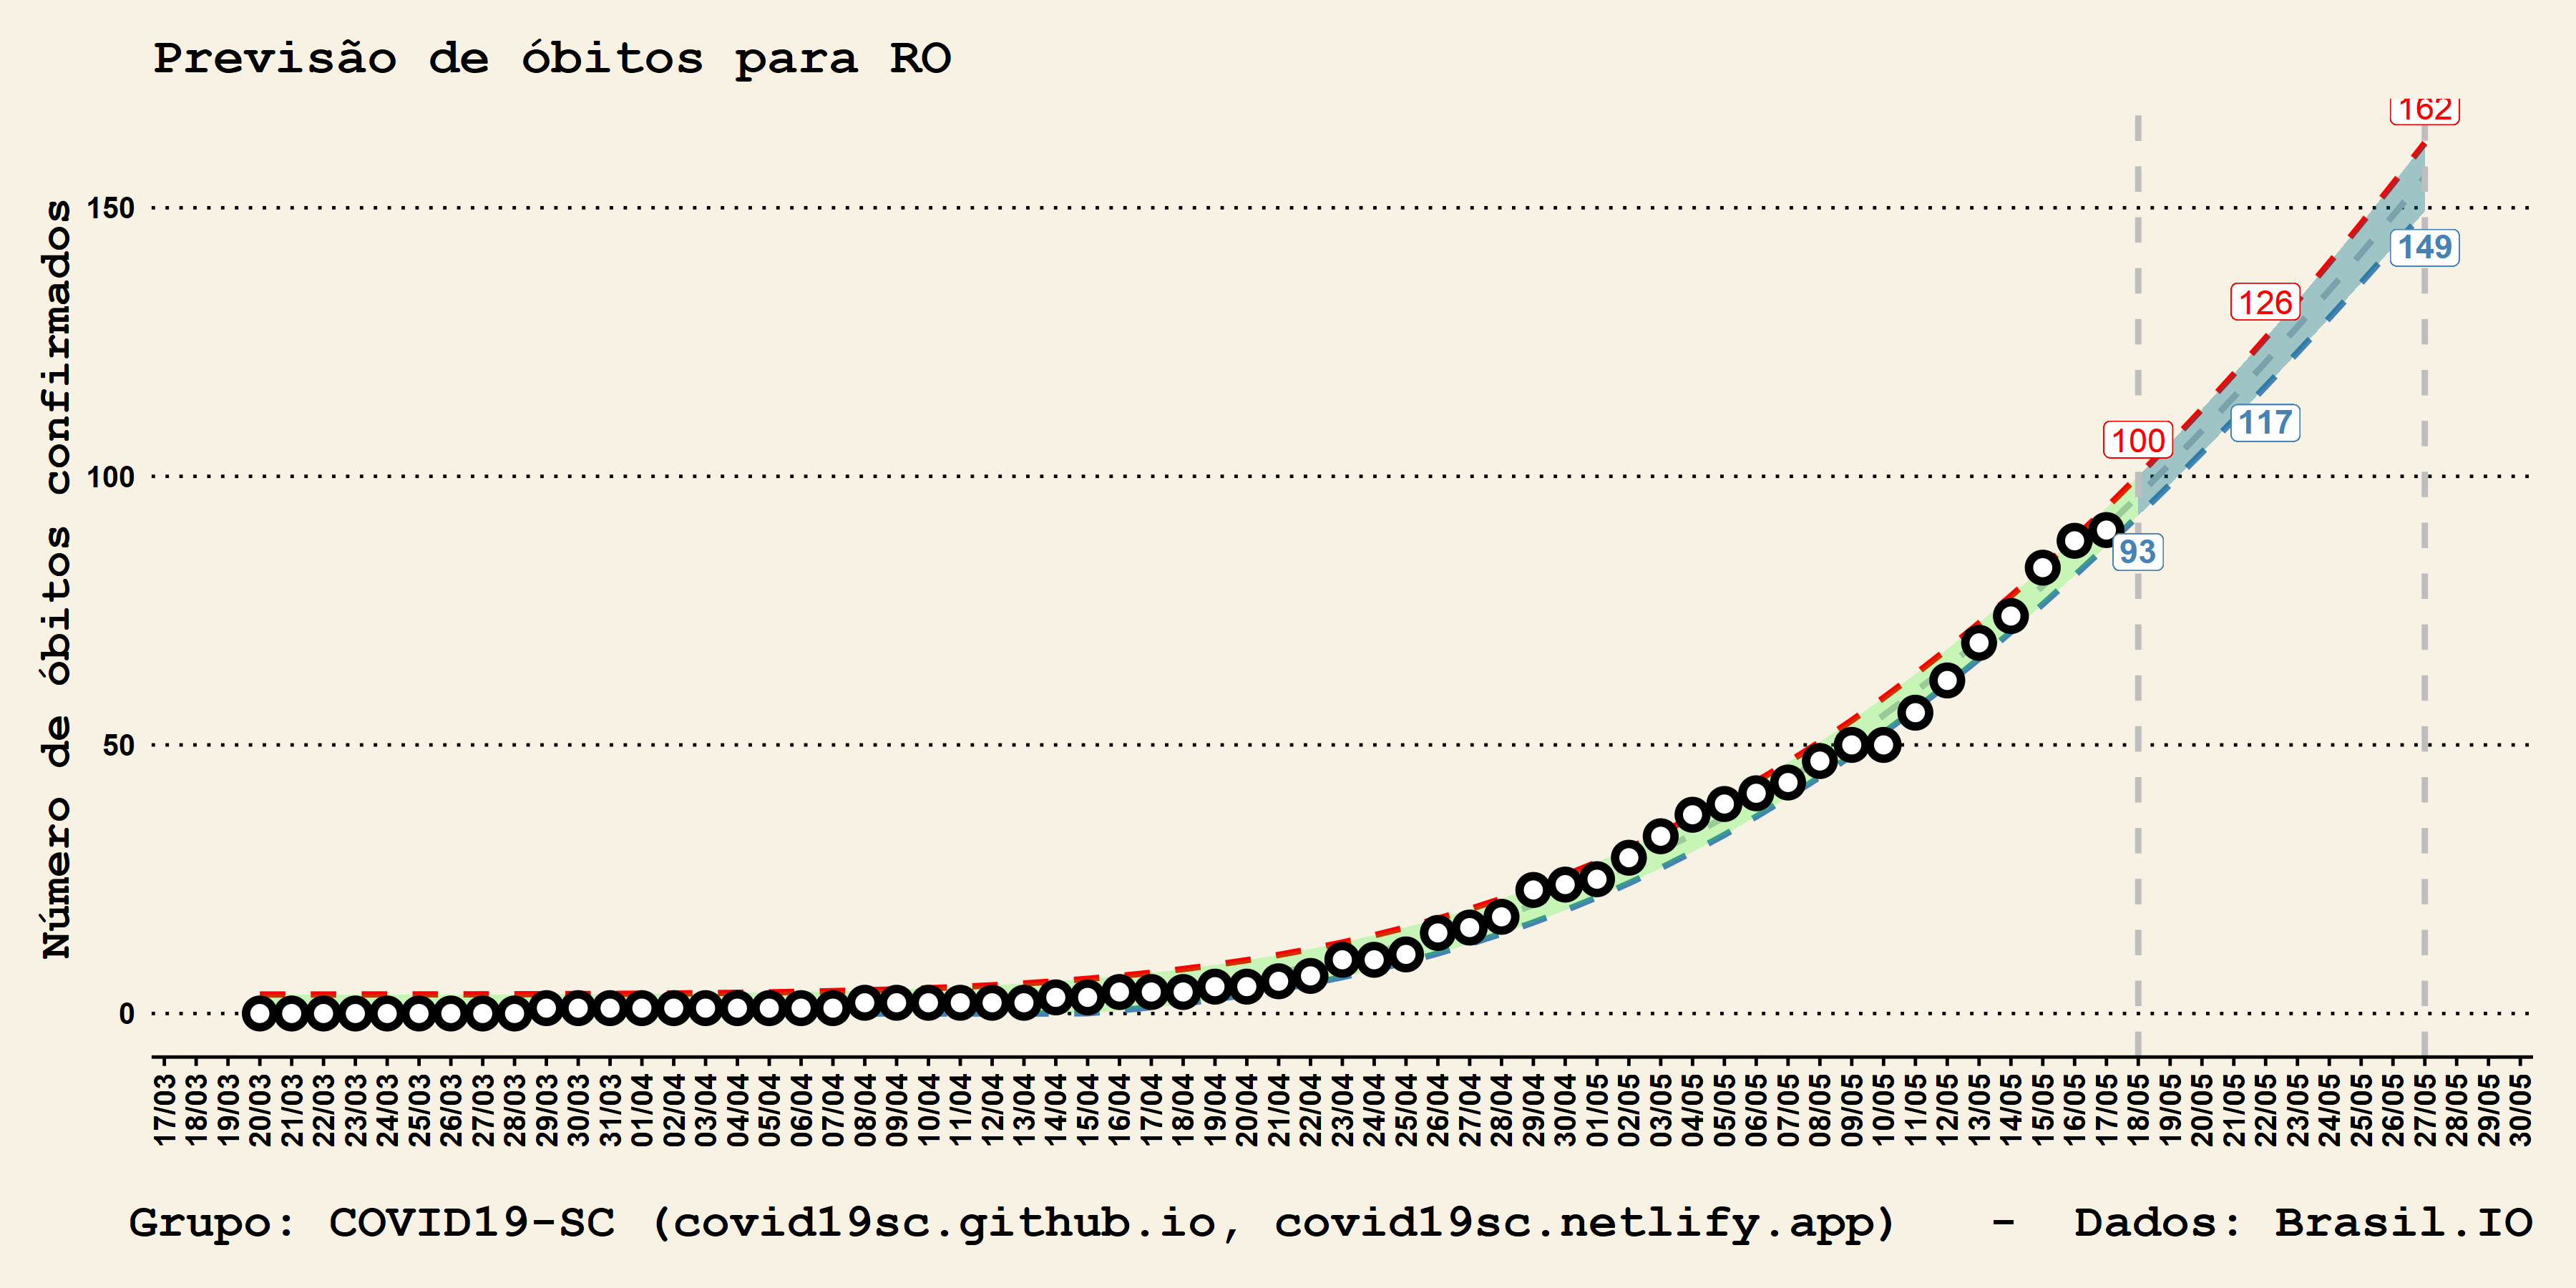 Previsão de óbitos para RO
Número de óbitos confirmados
150
100
50
0
162
149
126
117
100
93
17/03 18/03 19/03 20/03 21/03 22/03 23/03 24/03 25/03 26/03 27/03 28/03 29/03 30/03 31/03 01/04 02/04 03/04 04/04 05/04 06/04 07/04 08/04 09/04 10/04 11/04 12/04 13/04 14/04 15/04 16/04 17/04 18/04 19/04 20/04 21/04 22/04 23/04 24/04 25/04 26/04 27/04 28/04 29/04 30/04 01/05 02/05 03/05 04/05 05/05 06/05 07/05 08/05 09/05 10/05 11/05 12/05 13/05 14/05 15/05 16/05 17/05 18/05 19/05 20/05 21/05 22/05 23/05 24/05 25/05 26/05 27/05 28/05 29/05 30/05
Grupo: COVID19-SC (covid19sc.github.io, covid19sc.netlify.app) - Dados: Brasil.IO